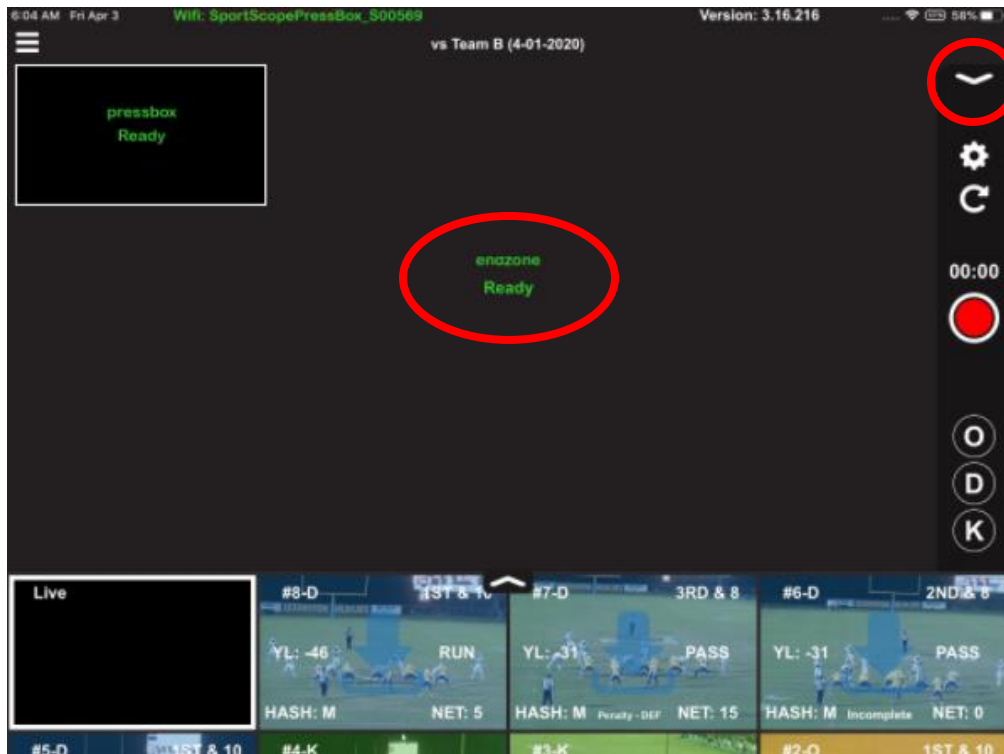 6:04 AM Fri Apr 3 Wifi: SportScopePressBox_S00569 Version: 3.16.216 58%
vs Team B (4-01-2020)
pressbox
Ready
endzone
Ready
00:00
O
D
K
Live
#8-D 1ST & 10
YL: -46 RUN
HASH: M NET: 5
#7-D 3RD & 8
YL: -31 PASS
HASH: M Penalty - DEF NET: 15
#6-D 2ND & 8
YL: -31 PASS
HASH: M Incomplete NET: 0
#5-D 1ST & 10
#4-K
#3-K
#2-O 1ST & 10